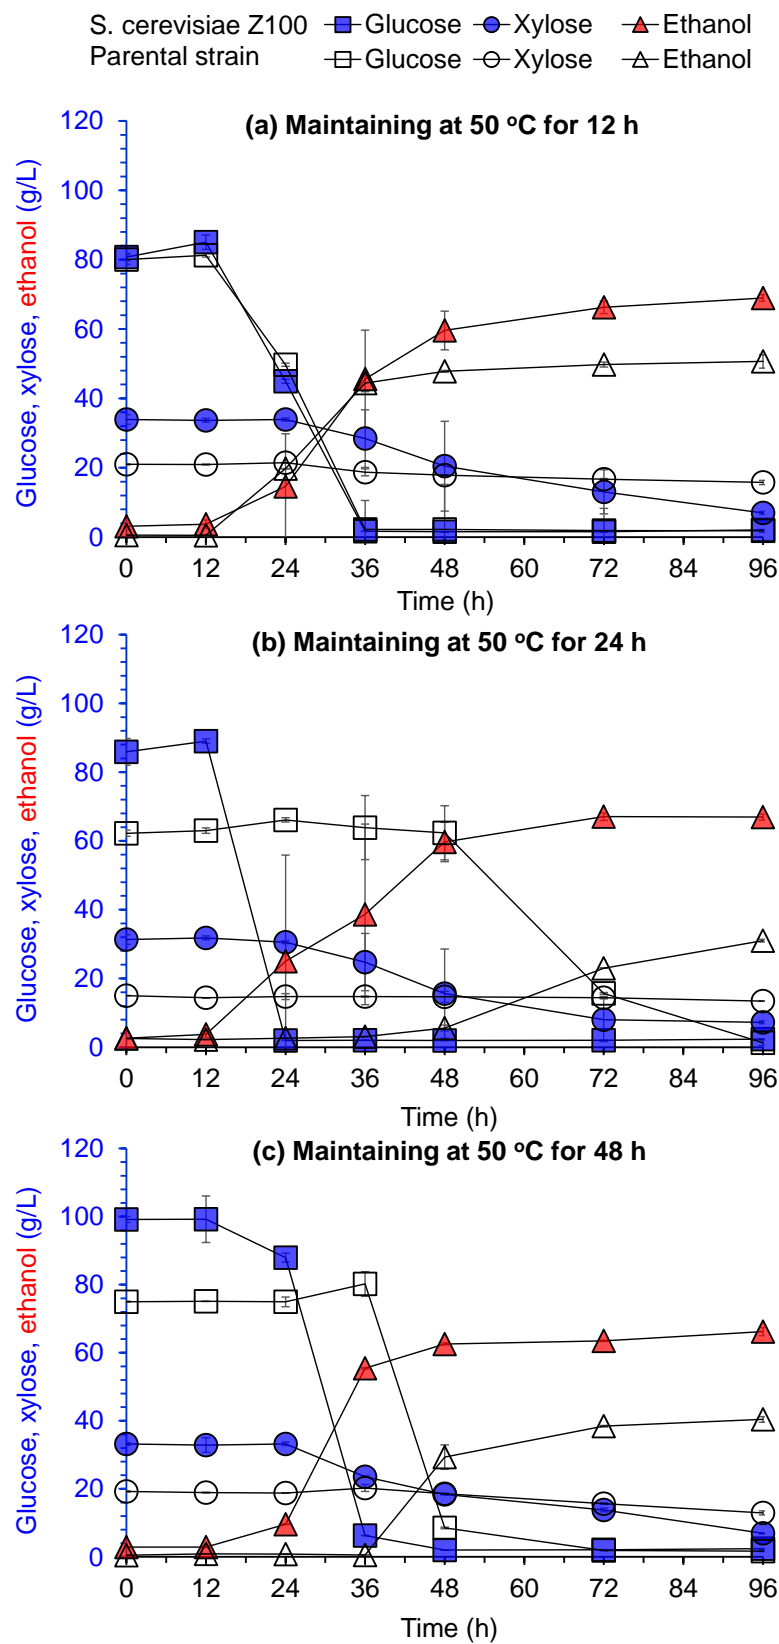 S. cerevisiae Z100 Glucose Xylose Ethanol
Parental strain Glucose Xylose Ethanol
(a) Maintaining at 50 ºC for 12 h
Glucose, xylose, ethanol (g/L)
120
100
80
60
40
20
0
0 12 24 36 48 60 72 84 96
Time (h)
(b) Maintaining at 50 ºC for 24 h
Glucose, xylose, ethanol (g/L)
120
100
80
60
40
20
0
0 12 24 36 48 60 72 84 96
Time (h)
(c) Maintaining at 50 ºC for 48 h
Glucose, xylose, ethanol (g/L)
120
100
80
60
40
20
0
0 12 24 36 48 60 72 84 96
Time (h)